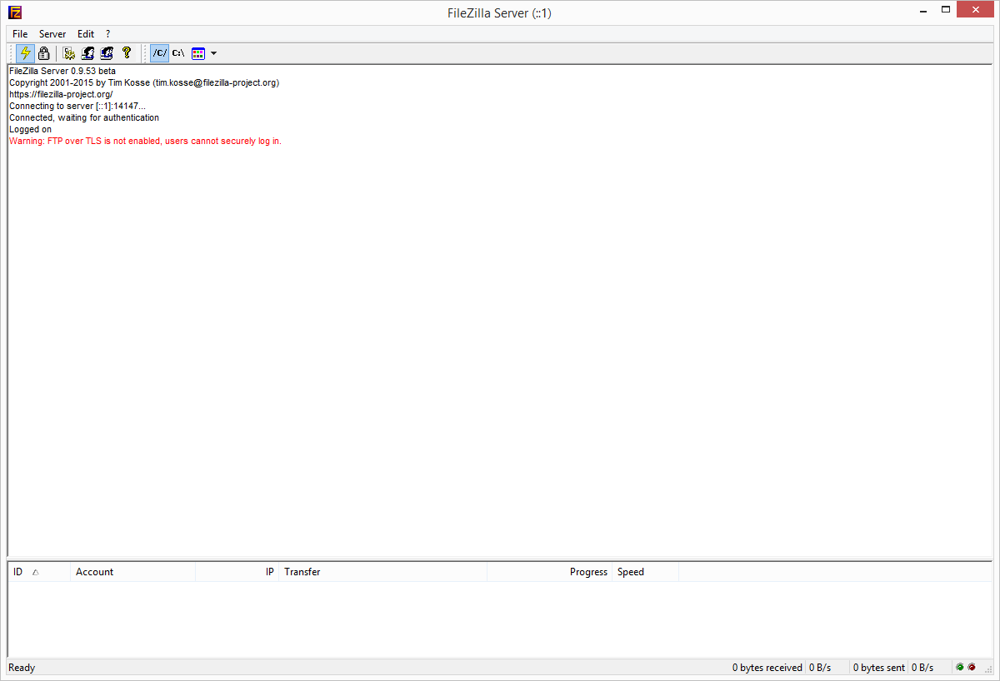 FileZilla Server (::1)
File Server Edit ?
/C/ C:\
FileZilla Server 0.9.53 beta
Copyright 2001-2015 by Tim Kosse (tim.kosse@filezilla-project.org)
https://filezilla-project.org/
Connecting to server [::1]:14147...
Connected, waiting for authentication
Logged on
Warning: FTP over TLS is not enabled, users cannot securely log in.
ID Account IP Transfer Progress Speed
Ready 0 bytes received 0 B/s 0 bytes sent 0 B/s